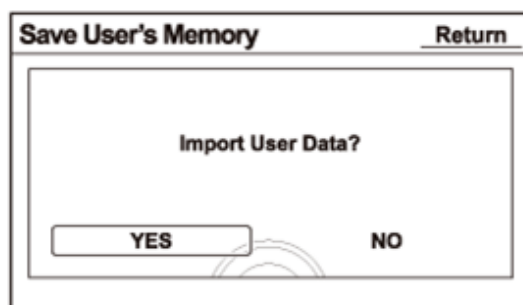 Save User's Memory Return
Import User Data?
YES NO